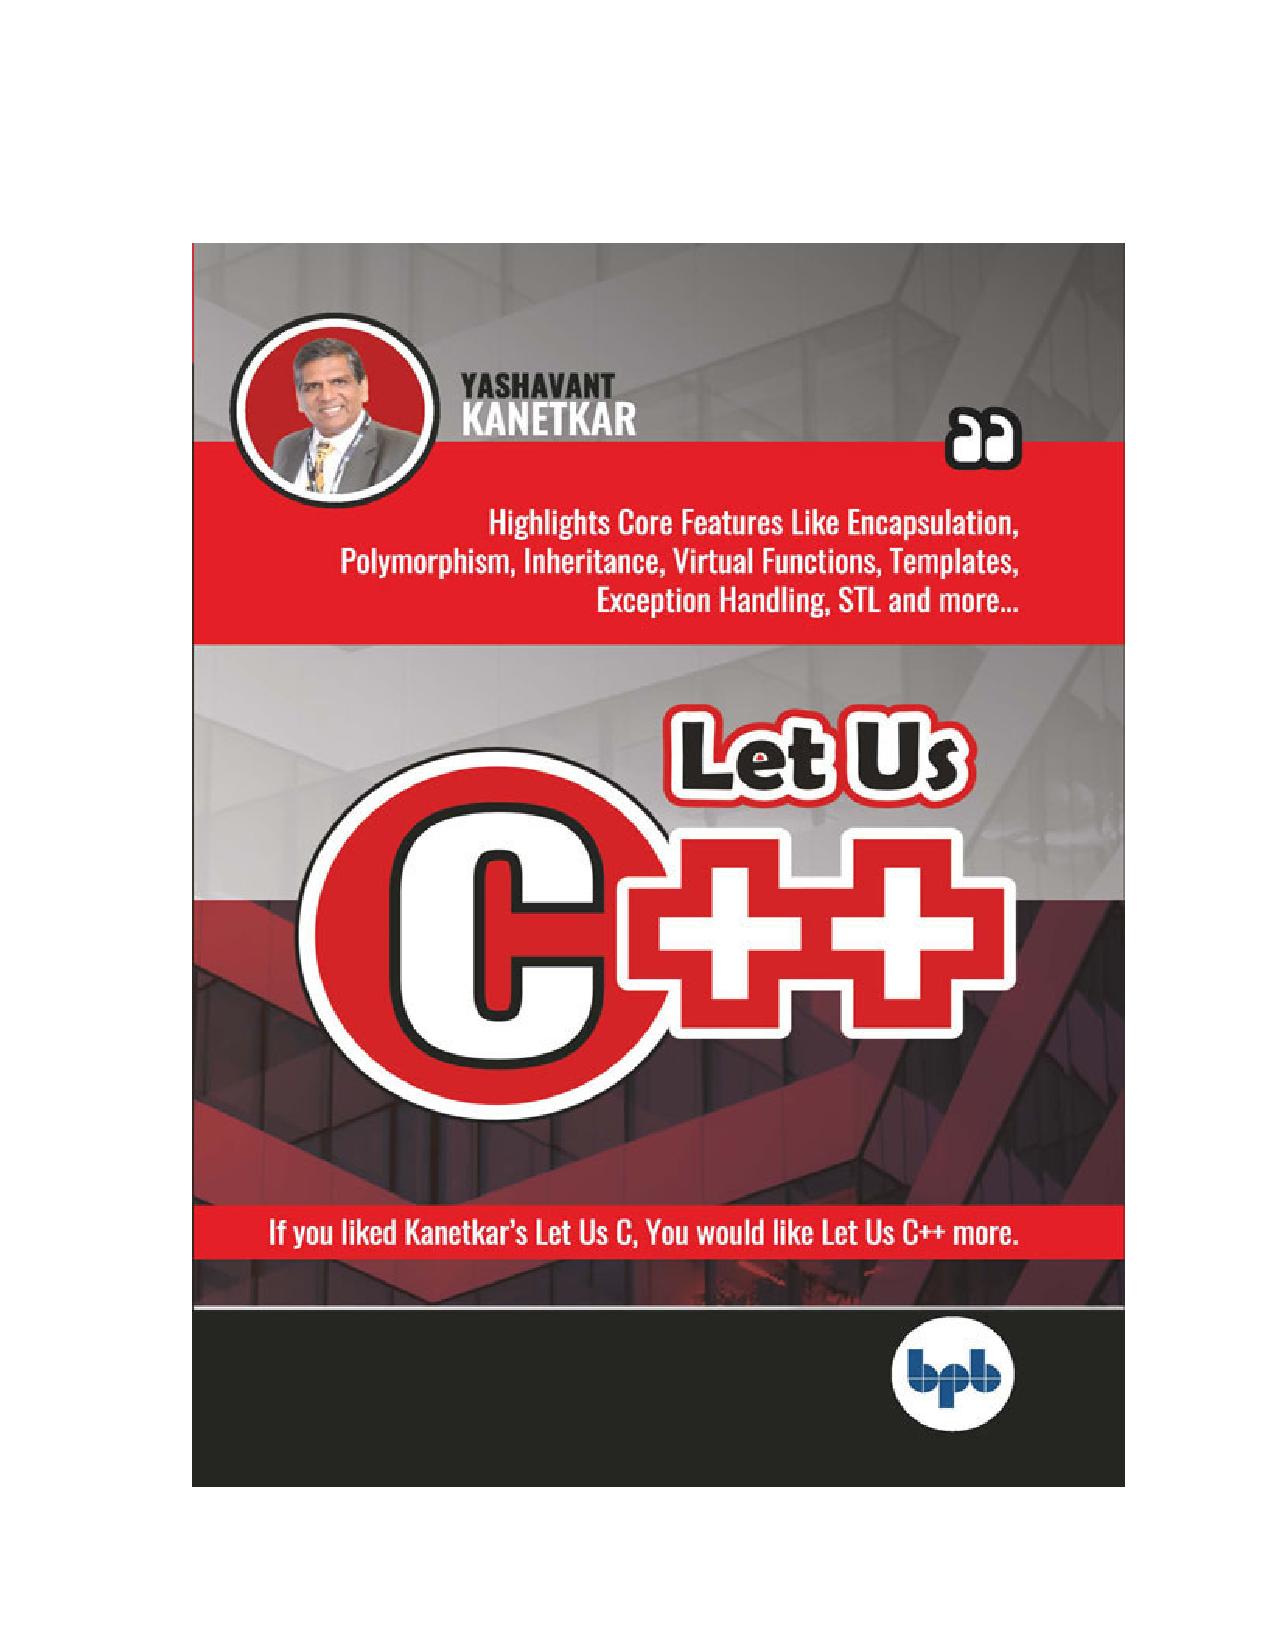 YASHAVANT
KANETKAR
Highlights Core Features Like Encapsulation,
Polymorphism, Inheritance, Virtual Functions, Templates,
Exception Handling, STL and more...
Let Us
C++
If you liked Kanetkar’s Let Us C, You would like Let Us C++ more.
bpb